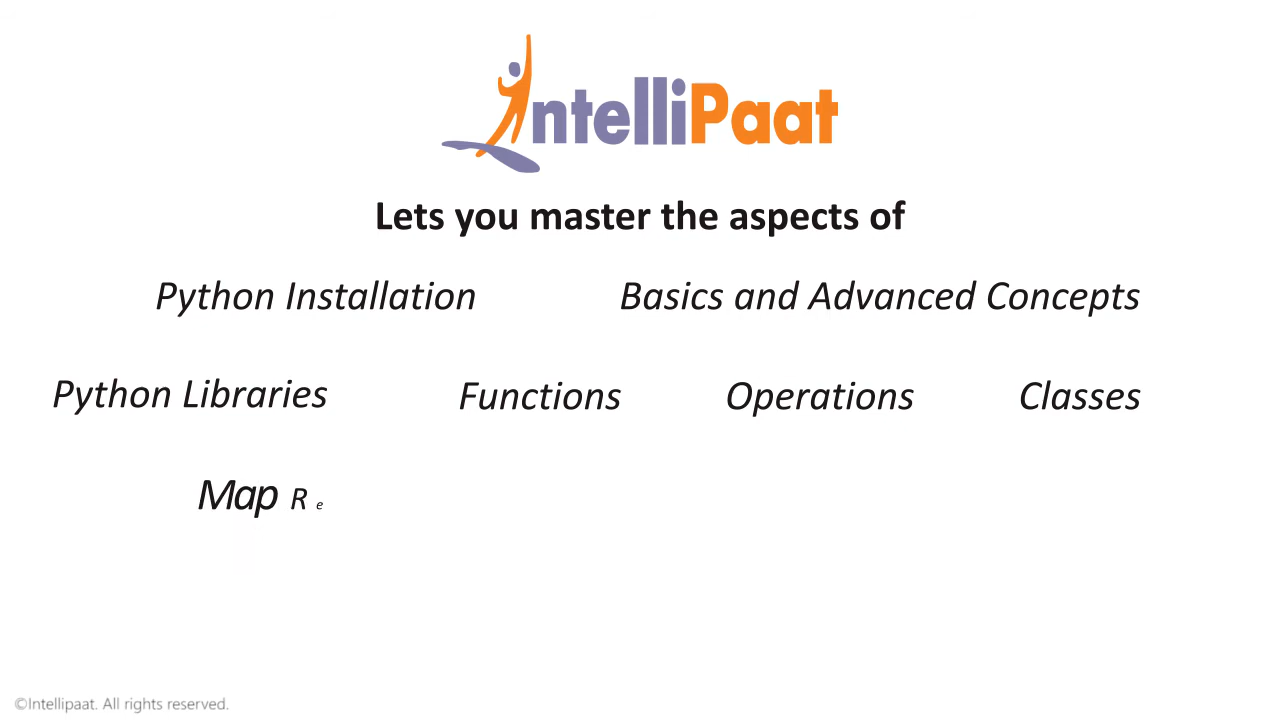 IntelliPaat
Lets you master the aspects of
Python Installation Basics and Advanced Concepts
Python Libraries Functions Operations Classes
Map R e
©Intellipaat. All rights reserved.